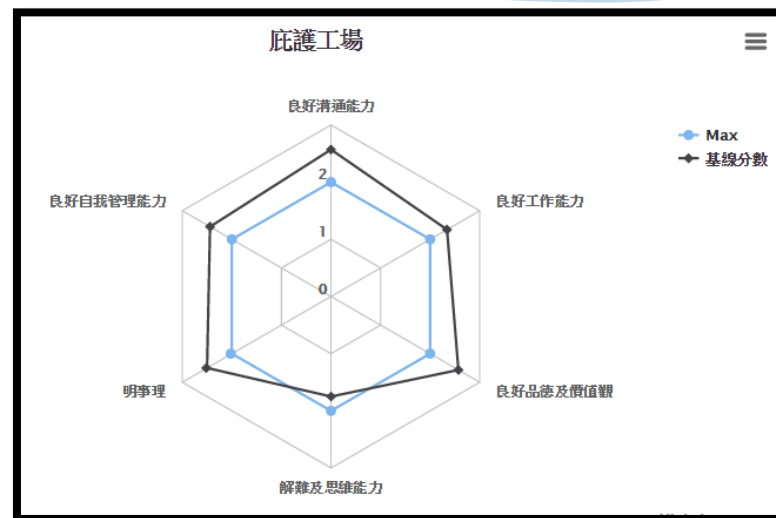 庇護工場
良好溝通能力
Max
基線分數
2
良好自我管理能力
良好工作能力
1
0
明事理
良好品德及價值觀
解難及思維能力